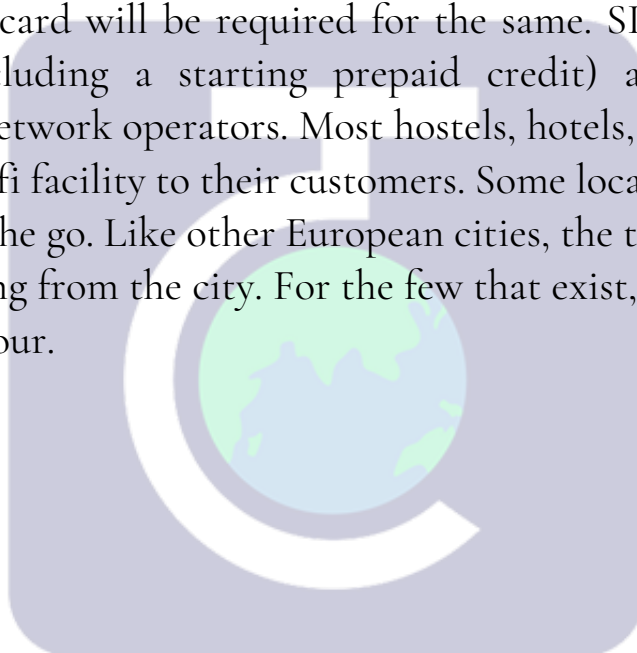 card will be required for the same. SI
cluding a starting prepaid credit) a
etwork operators. Most hostels, hotels,
fi facility to their customers. Some loca
he go. Like other European cities, the t
ng from the city. For the few that exist,
our.